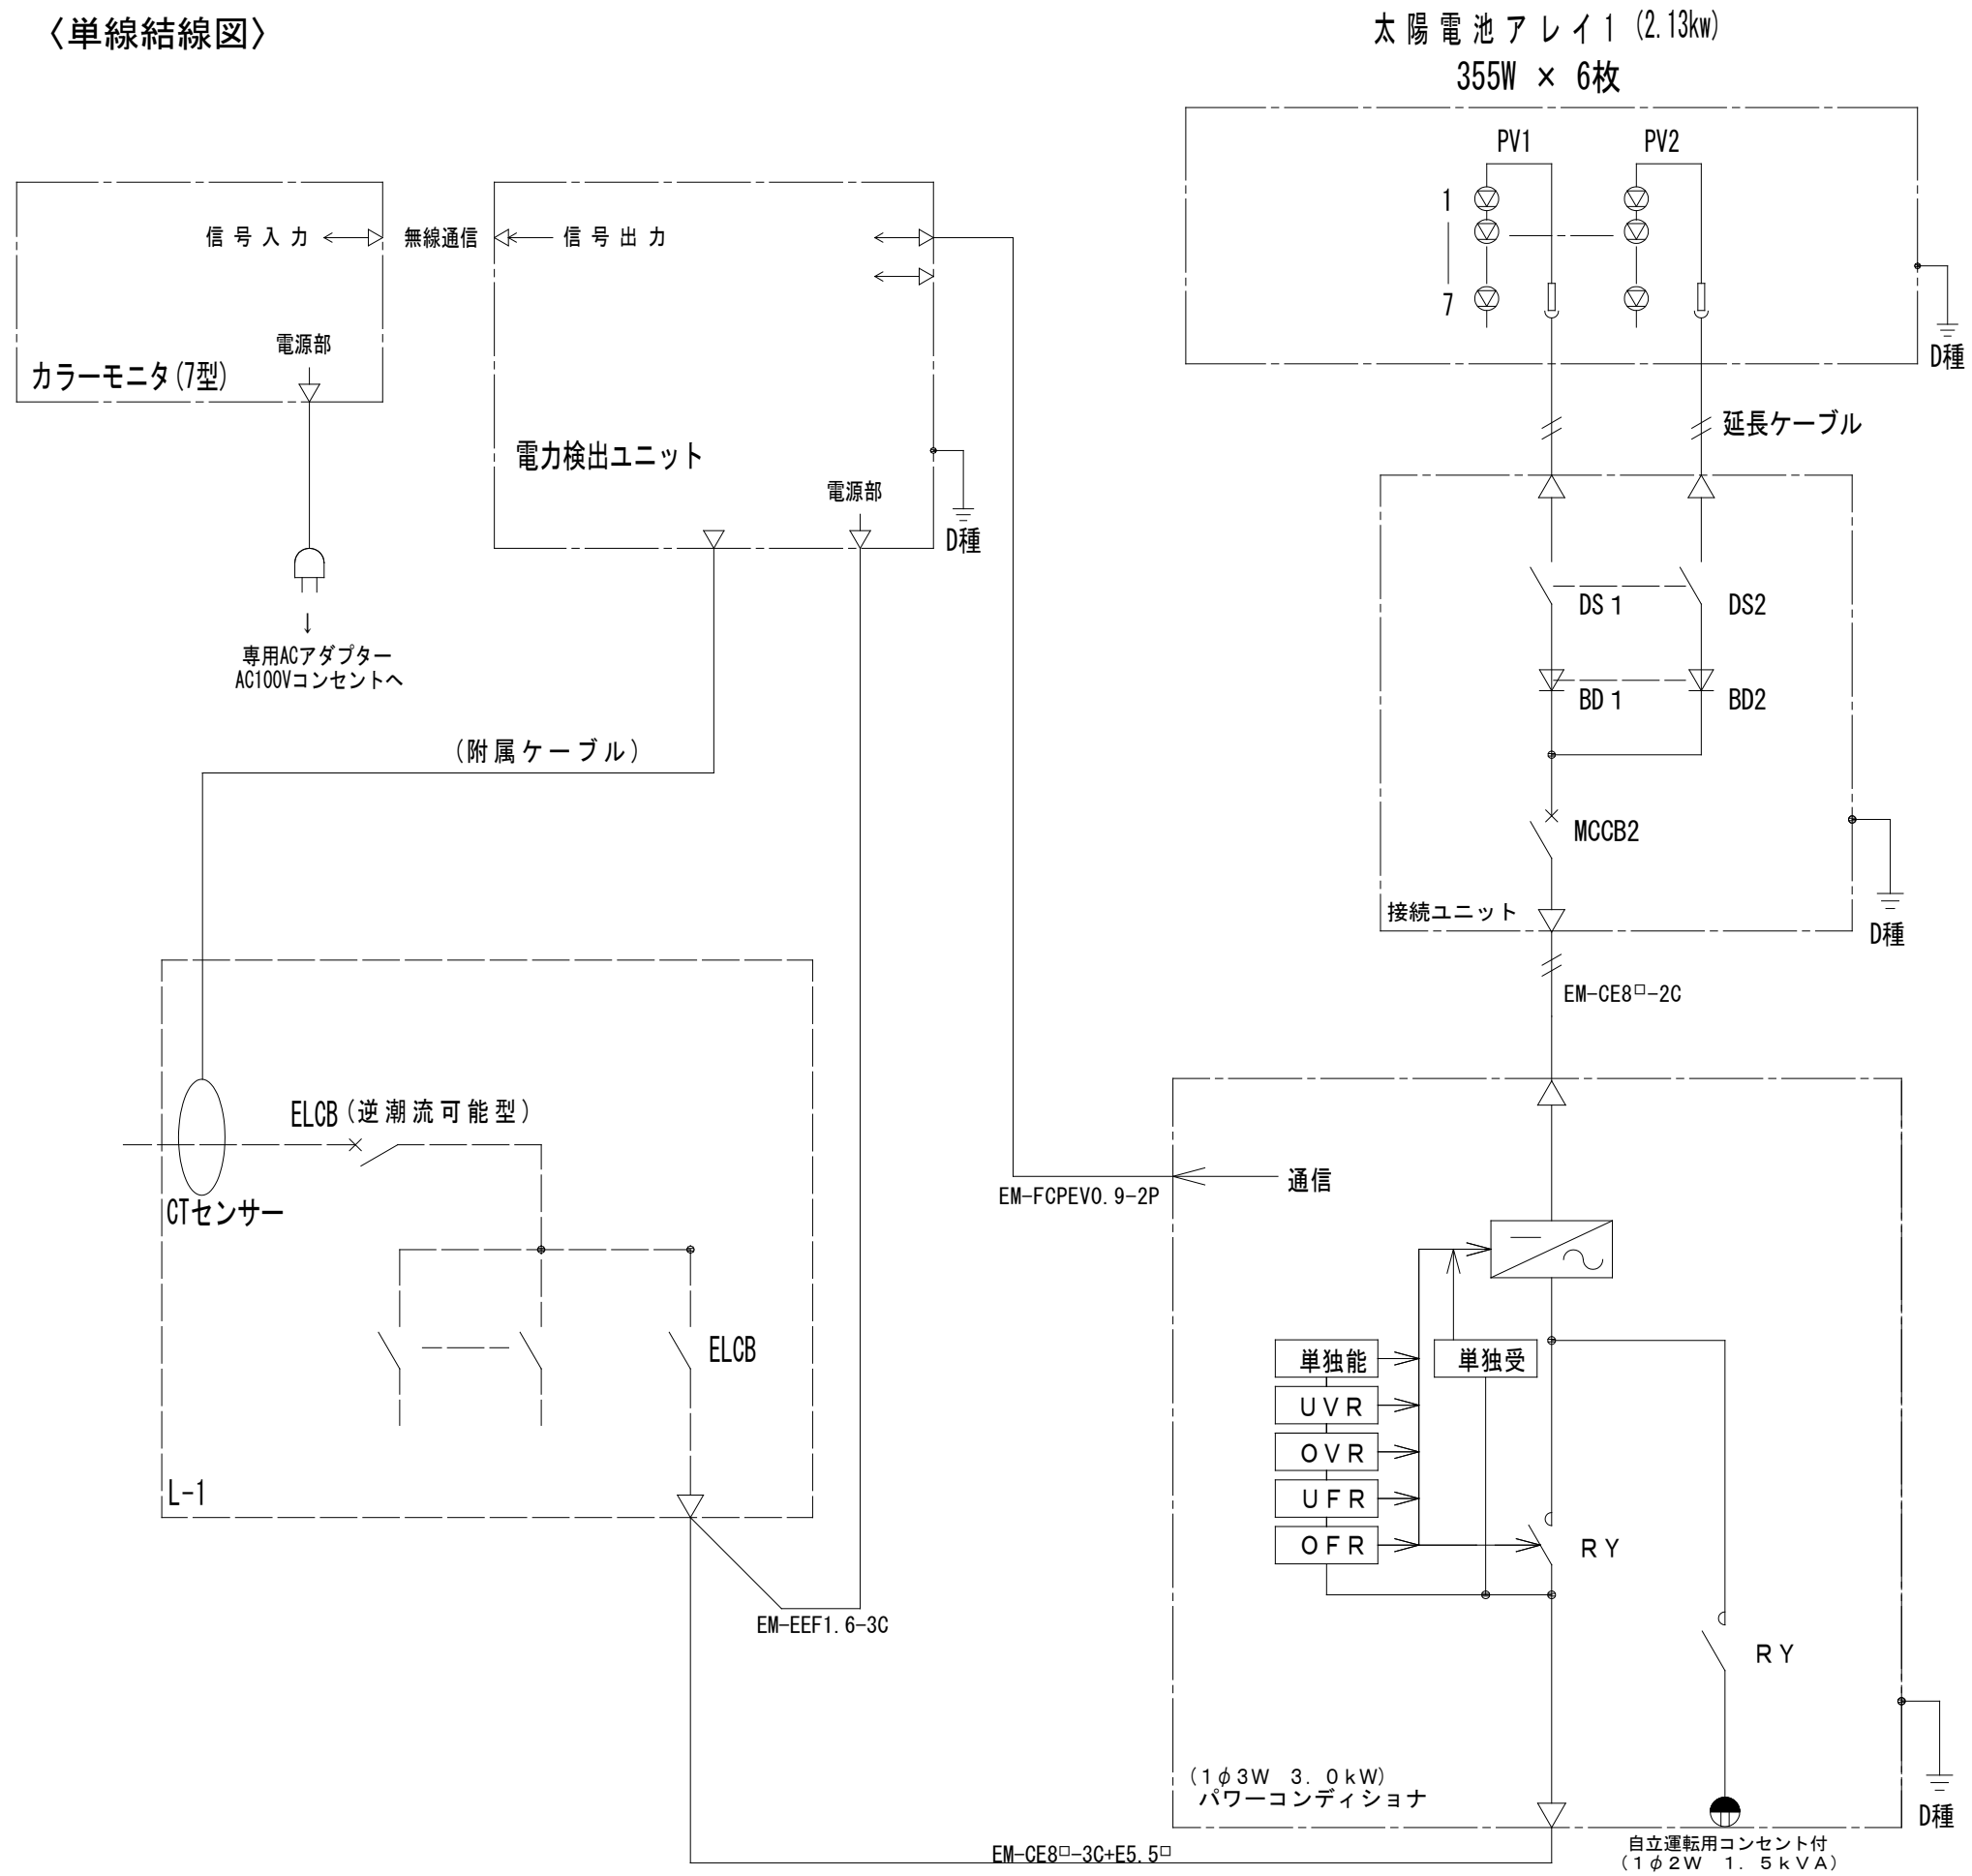 〈単線結線図〉
太陽電池アレイ1 (2.13kw)
355W × 6枚
PV1
PV2
1
7
D種
信号入力
無線通信
信号出力
電源部
カラーモニタ(7型)
電力検出ユニット
電源部
D種
専用ACアダプター
AC100Vコンセントへ
延長ケーブル
DS1
DS2
BD1
BD2
MCCB2
接続ユニット
D種
(附属ケーブル)
EM-CE8□-2C
ELCB(逆潮流可能型)
CTセンサー
ELCB
L-1
EM-EEF1.6-3C
EM-FCPEV0.9-2P
通信
単独能
単独受
UVR
OVR
UFR
OFR
RY
RY
(1φ3W 3.0kW)
パワーコンディショナ
D種
EM-CE8□-3C+E5.5□
自立運転用コンセント付
(1φ2W 1.5kVA)